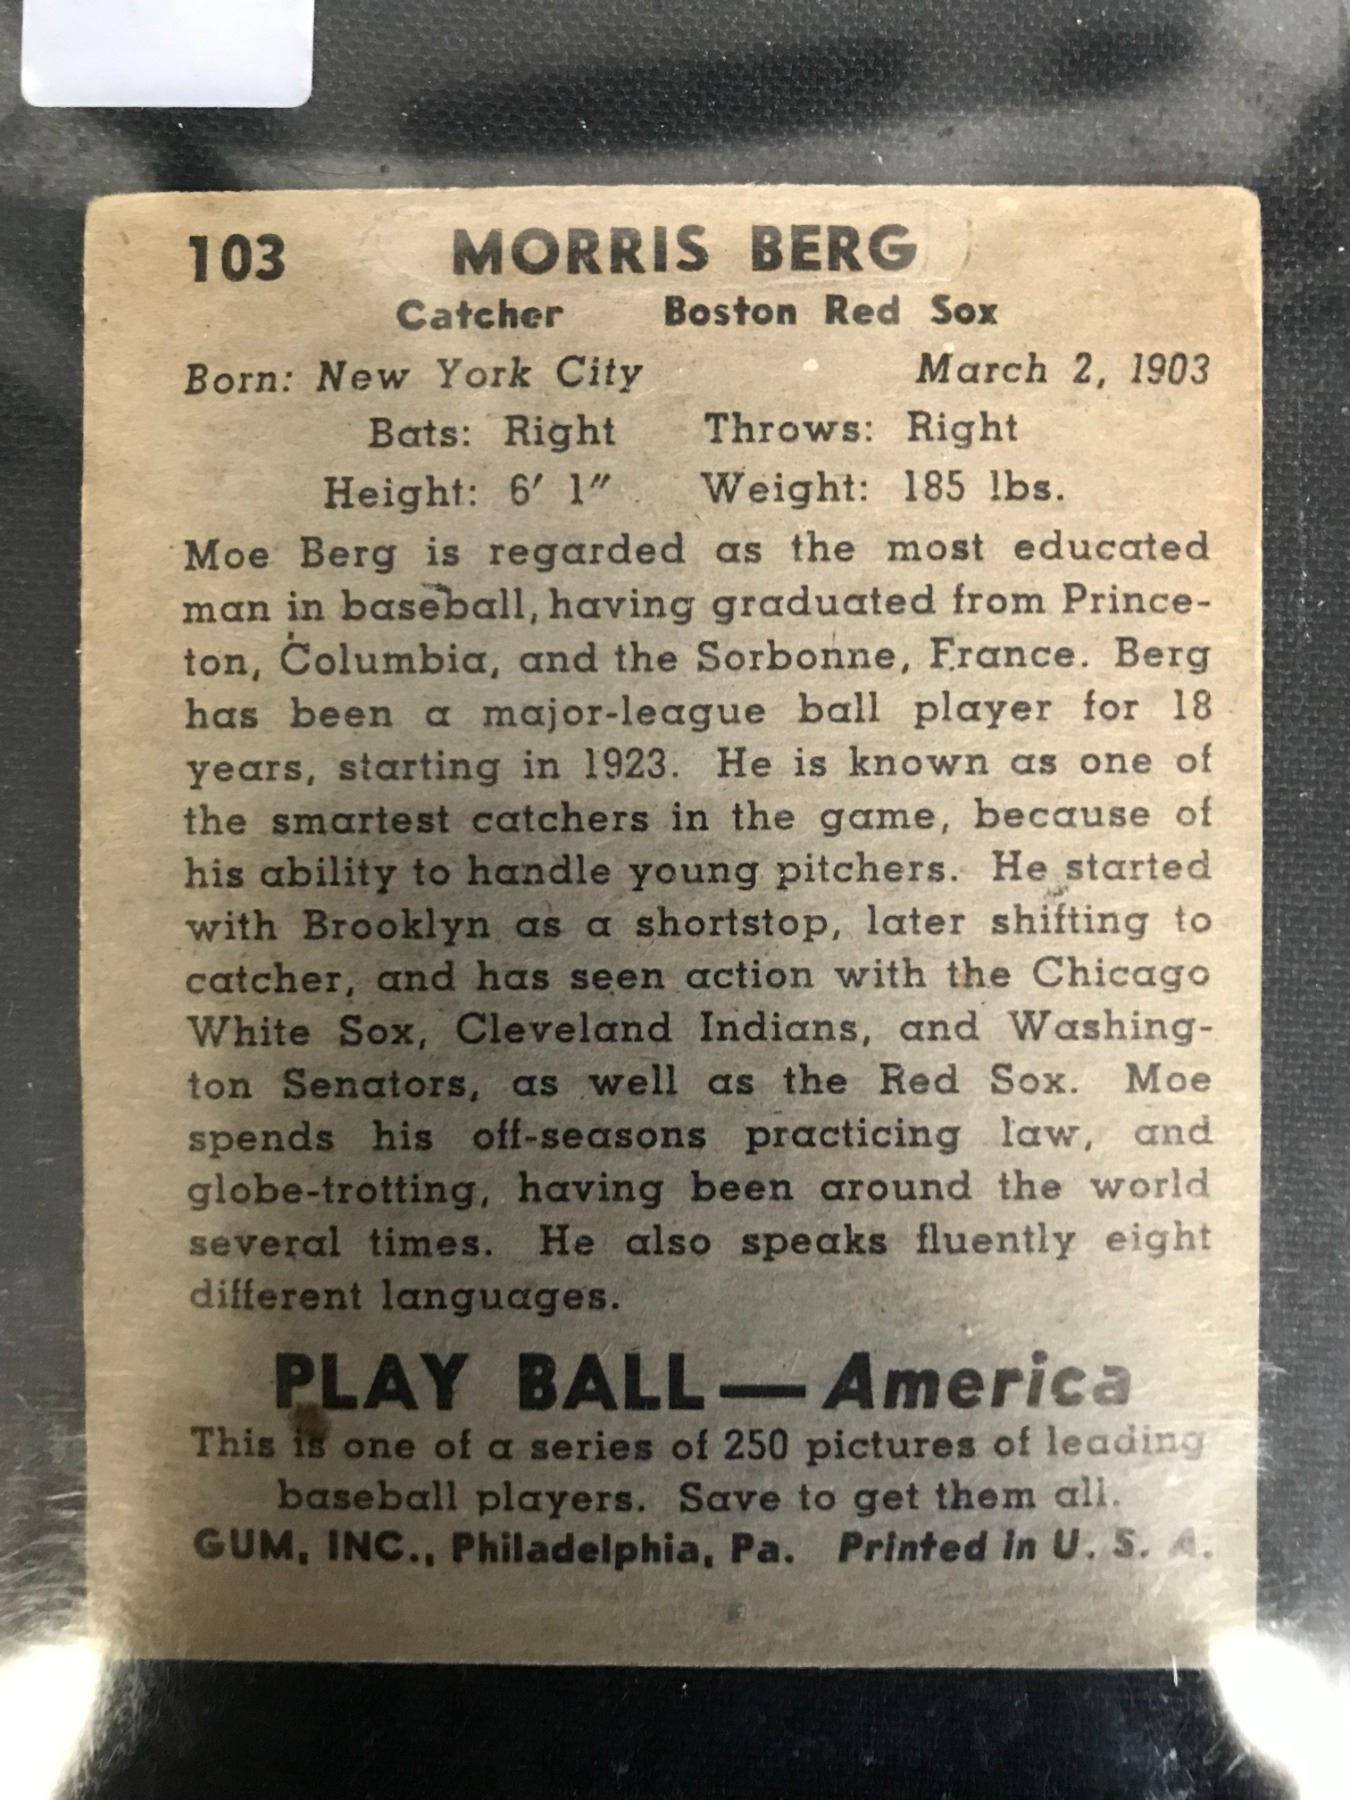 103 MORRIS BERG
Catcher Boston Red Sox
Born: New York City March 2, 1903
Bats: Right Throws: Right
Height: 6' 1" Weight: 185 lbs.
Moe Berg is regarded as the most educated
man in baseball, having graduated from Prince-
ton, Columbia, and the Sorbonne, France. Berg
has been a major-league ball player for 18
years, starting in 1923. He is known as one of
the smartest catchers in the game, because of
his ability to handle young pitchers. He started
with Brooklyn as a shortstop, later shifting to
catcher, and has seen action with the Chicago
White Sox, Cleveland Indians, and Washing-
ton Senators, as well as the Red Sox. Moe
spends his off-seasons practicing law, and
globe-trotting, having been around the world
several times. He also speaks fluently eight
different languages.
PLAY BALL—America
This is one of a series of 250 pictures of leading
baseball players. Save to get them all.
GUM, INC., Philadelphia, Pa. Printed in U. S. A.